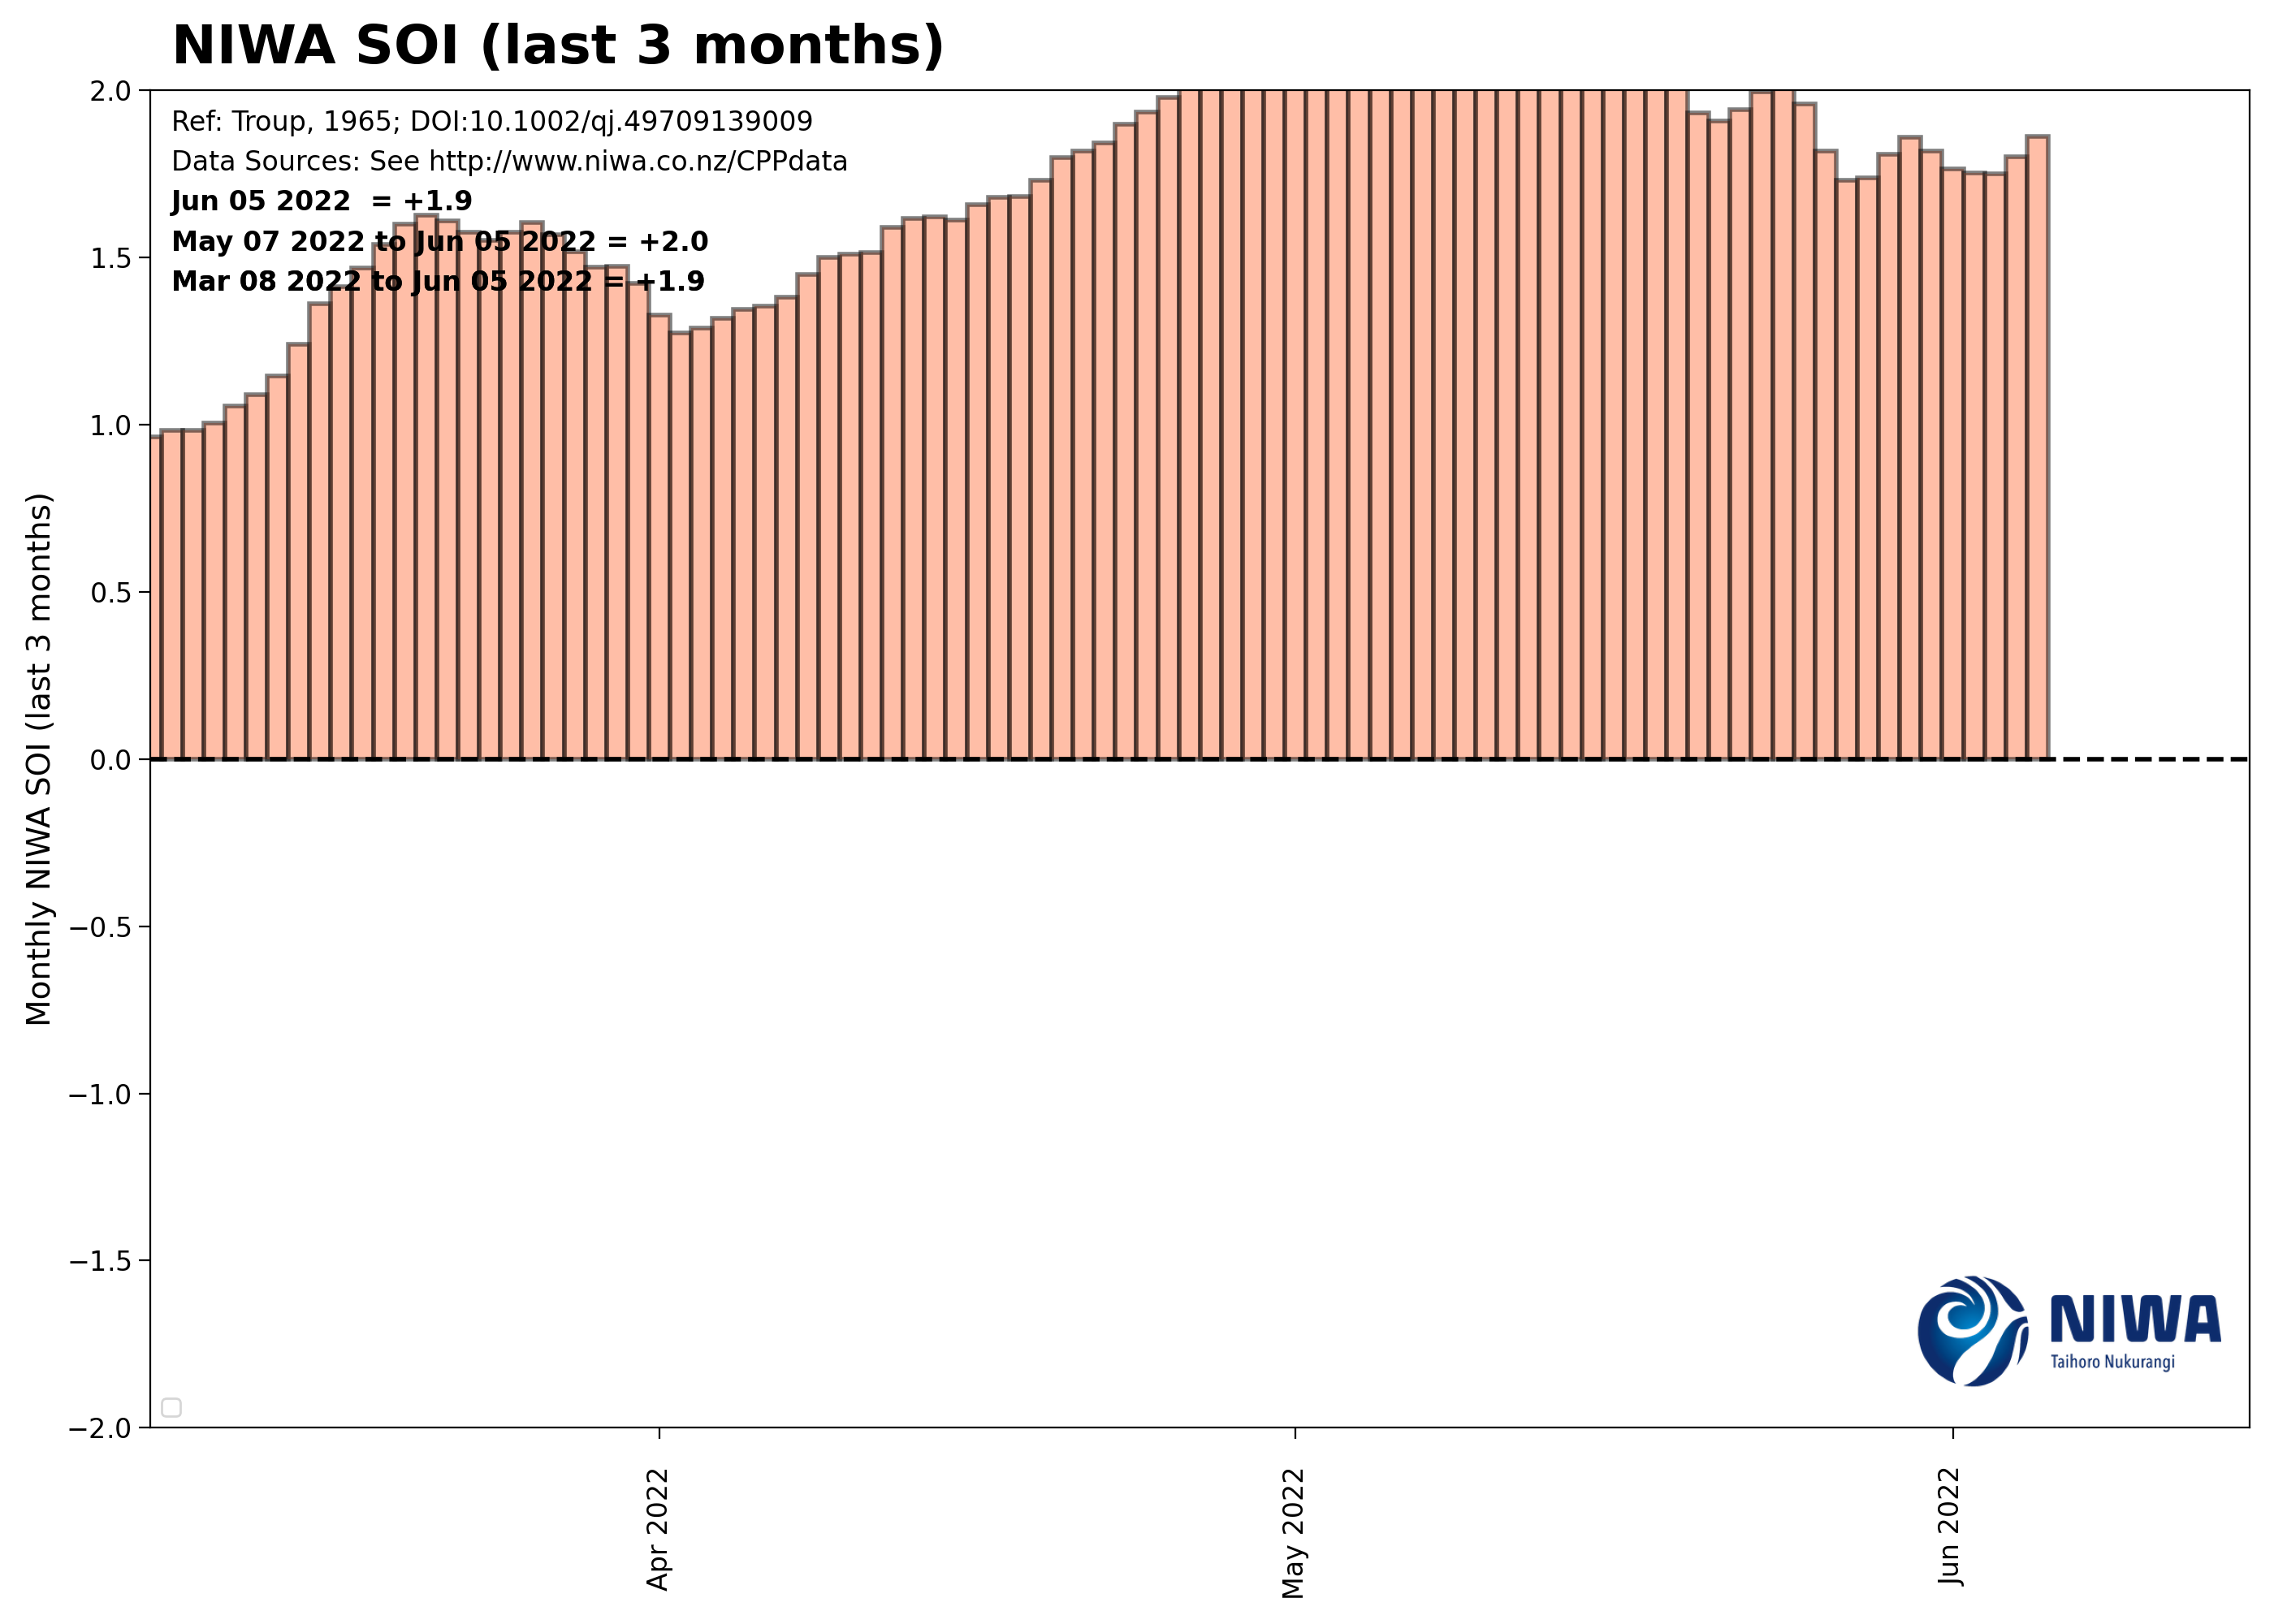 NIWA SOI (last 3 months)
Ref: Troup, 1965; DOI:10.1002/qj.49709139009
Data Sources: See http://www.niwa.co.nz/CPPdata
Jun 05 2022  = +1.9
May 07 2022 to Jun 05 2022 = +2.0
Mar 08 2022 to Jun 05 2022 = +1.9
Monthly NIWA SOI (last 3 months)
2.0
1.5
1.0
0.5
0.0
−0.5
−1.0
−1.5
−2.0
NIWA
Taihoro Nukurangi
Apr 2022
May 2022
Jun 2022